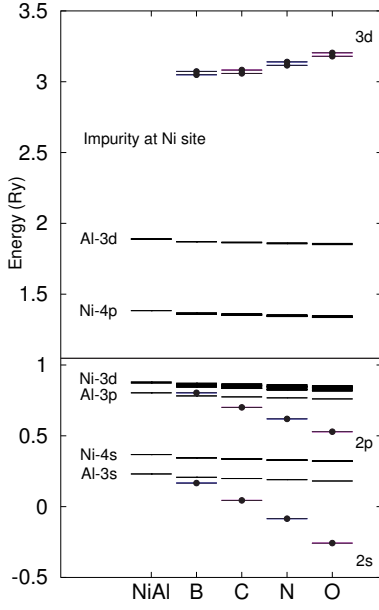 3.5
3d
3
Impurity at Ni site
2.5
Energy (Ry)
2
Al-3d
1.5
Ni-4p
1
Ni-3d
Al-3p
0.5
2p
Ni-4s
Al-3s
0
2s
-0.5
NiAl B C N O